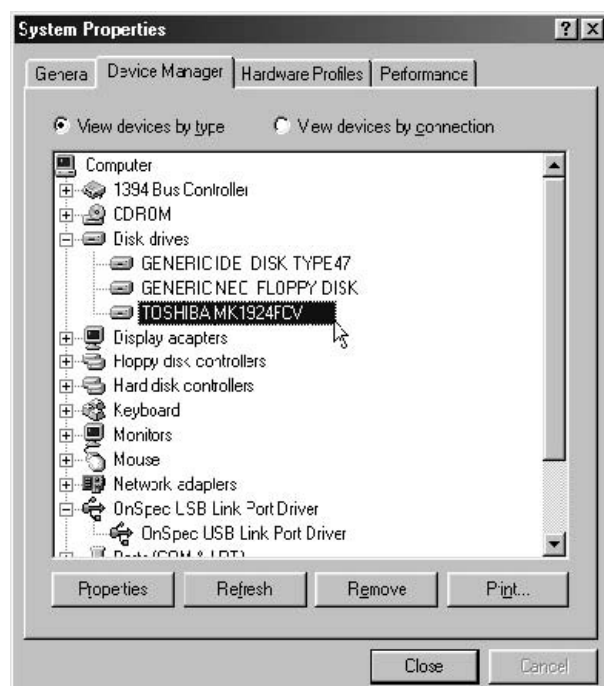 System Properties
Genera Device Manager Hardware Profiles Performance
View devices by type View devices by connection
Computer
1394 Bus Controller
CDROM
Disk drives
GENERIC IDE DISK TYPE47
GENERIC NEC FLOPPY DISK
TOSHIBA MK1924FCV
Display adapters
Floppy disk controllers
Hard disk controllers
Keyboard
Monitors
Mouse
Network adapters
OnSpec USB Link Port Driver
OnSpec USB Link Port Driver
Ports (COM & LPT)
Properties Refresh Remove Print...
Close Cancel